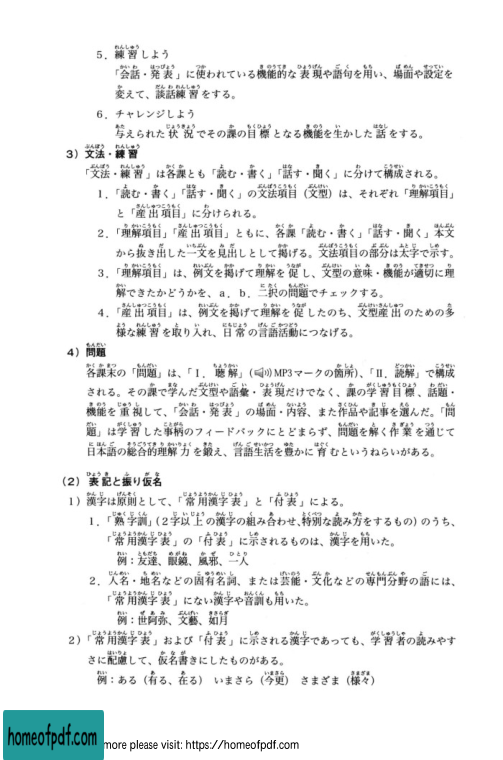 5．練習しよう
「会話・発表」に使われている機能的な表現や語句を用い、場面や設定を
変えて、談話練習をする。
6．チャレンジしよう
与えられた状況でその課の目標となる機能を生かした話をする。
3）文法・練習
「文法・練習」は各課とも「読む・書く」「話す・聞く」に分けて構成される。
1．「読む・書く」「話す・聞く」の文法項目（文型）は、それぞれ「理解項目」
と「産出項目」に分けられる。
2．「理解項目」「産出項目」ともに、各課「読む・書く」「話す・聞く」本文
から抜き出した一文を見出しとして掲げる。文法項目の部分は太字で示す。
3．「理解項目」は、例文を掲げて理解を促し、文型の意味・機能が適切に理
解できたかどうかを、a．b．二択の問題でチェックする。
4．「産出項目」は、例文を掲げて理解を促したのち、文型産出のための多
様な練習を取り入れ、日常の言語活動につなげる。
4）問題
各課末の「問題」は、「Ⅰ．聴解」（MP3マークの箇所）、「Ⅱ．読解」で構成
される。その課で学んだ文型や語彙・表現だけでなく、課の学習目標、話題・
機能を重視して、「会話・発表」の場面・内容、また作品や記事を選んだ。「問
題」は学習した事柄のフィードバックにとどまらず、問題を解く作業を通じて
日本語の総合的理解力を鍛え、言語生活を豊かに育むというねらいがある。
（2）表記と振り仮名
1）漢字は原則として、「常用漢字表」と「付表」による。
1．「熟字訓」（2字以上の漢字の組み合わせ、特別な読み方をするもの）のうち、
「常用漢字表」の「付表」に示されるものは、漢字を用いた。
例：友達、眼鏡、風邪、一人
2．人名・地名などの固有名詞、または芸能・文化などの専門分野の語には、
「常用漢字表」にない漢字や音訓も用いた。
例：世阿弥、文藝、如月
2）「常用漢字表」および「付表」に示される漢字であっても、学習者の読みやす
さに配慮して、仮名書きにしたものがある。
例：ある（有る、在る）　いまさら（今更）　さまざま（様々）
homeofpdf.com
more please visit: https://homeofpdf.com